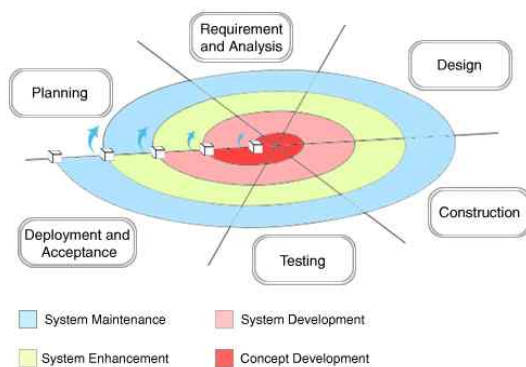 Requirement
and Analysis
Design
Planning
Construction
Deployment and
Acceptance
Testing
System Maintenance
System Development
System Enhancement
Concept Development